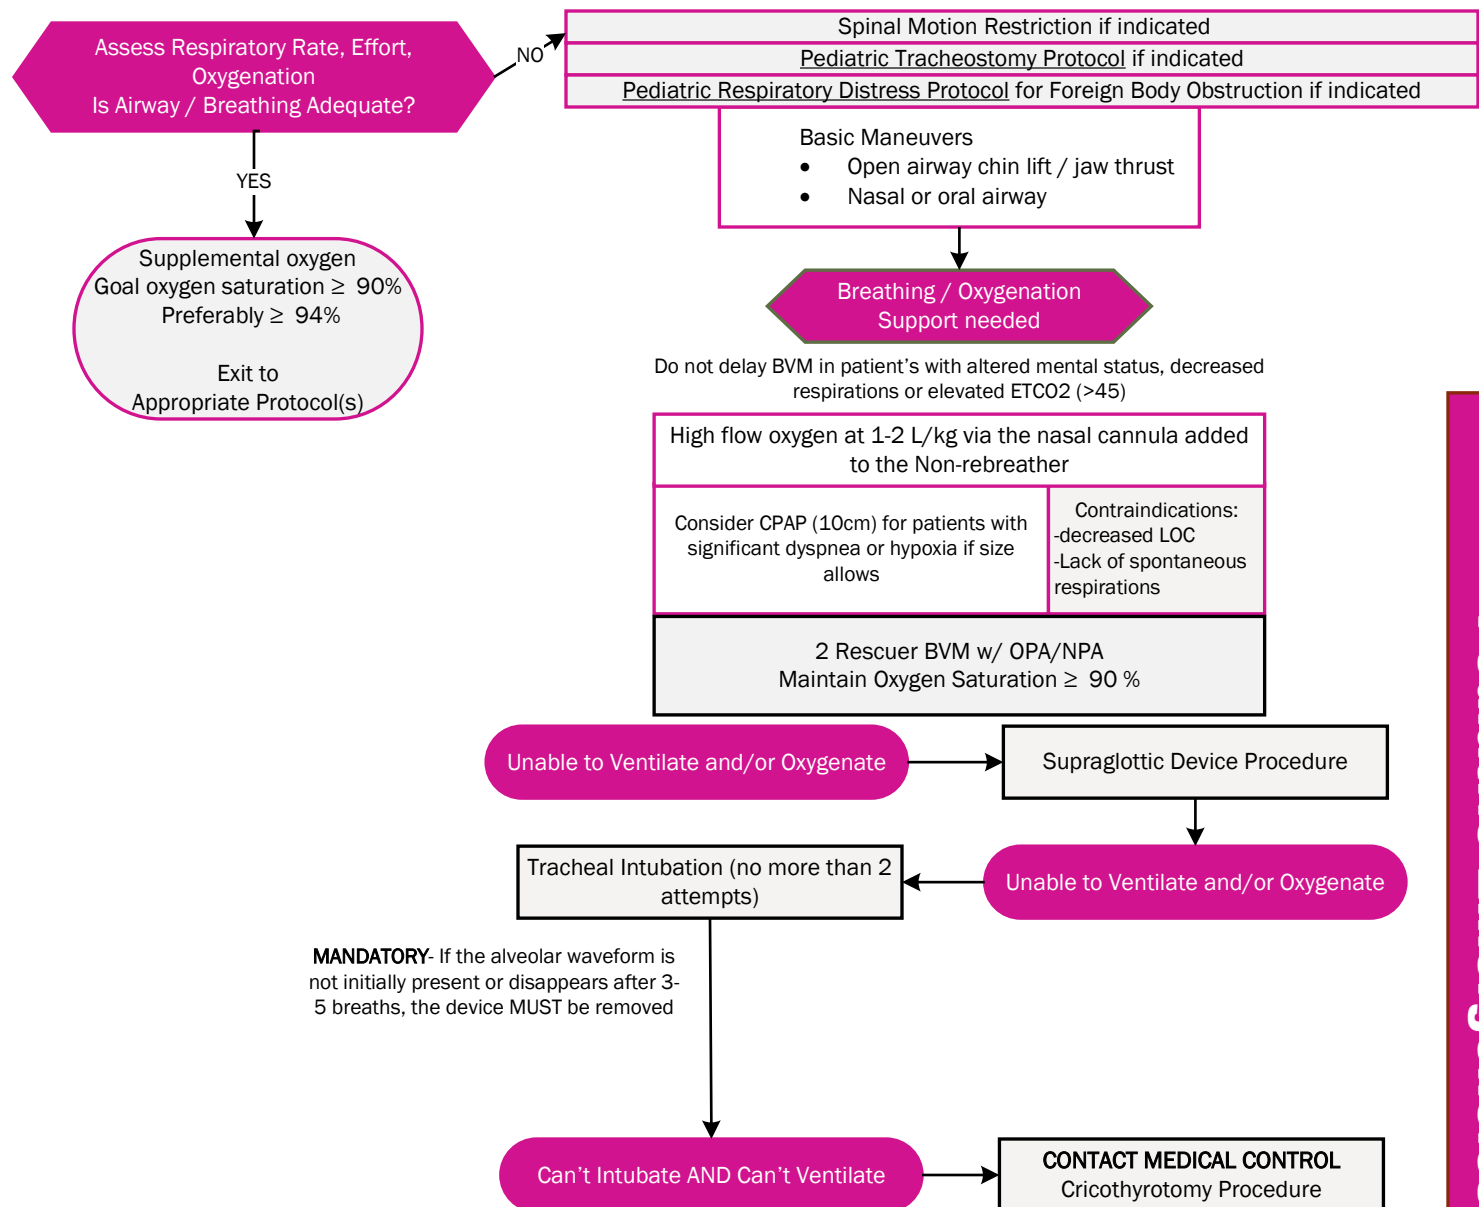 Assess Respiratory Rate, Effort,
Oxygenation
Is Airway / Breathing Adequate?
NO
Spinal Motion Restriction if indicated
Pediatric Tracheostomy Protocol if indicated
Pediatric Respiratory Distress Protocol for Foreign Body Obstruction if indicated
Basic Maneuvers
• Open airway chin lift / jaw thrust
• Nasal or oral airway
YES
Supplemental oxygen
Goal oxygen saturation ≥ 90%
Preferably ≥ 94%
Exit to
Appropriate Protocol(s)
Breathing / Oxygenation
Support needed
Do not delay BVM in patient's with altered mental status, decreased
respirations or elevated ETCO2 (>45)
High flow oxygen at 1-2 L/kg via the nasal cannula added
to the Non-rebreather
Consider CPAP (10cm) for patients with
significant dyspnea or hypoxia if size
allows
Contraindications:
-decreased LOC
-Lack of spontaneous
respirations
2 Rescuer BVM w/ OPA/NPA
Maintain Oxygen Saturation ≥ 90 %
Unable to Ventilate and/or Oxygenate
Supraglottic Device Procedure
Tracheal Intubation (no more than 2
attempts)
Unable to Ventilate and/or Oxygenate
MANDATORY- If the alveolar waveform is
not initially present or disappears after 3-
5 breaths, the device MUST be removed
Can't Intubate AND Can't Ventilate
CONTACT MEDICAL CONTROL
Cricothyrotomy Procedure